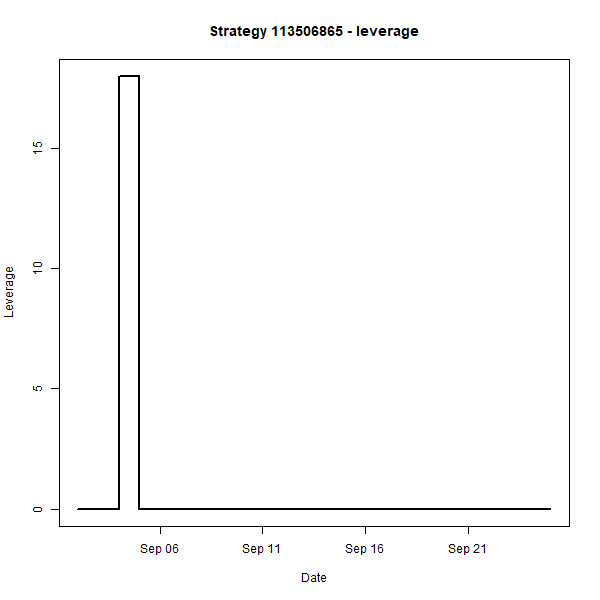 Strategy 113506865 - leverage
Leverage
15
10
5
0
Sep 06
Sep 11
Sep 16
Sep 21
Date